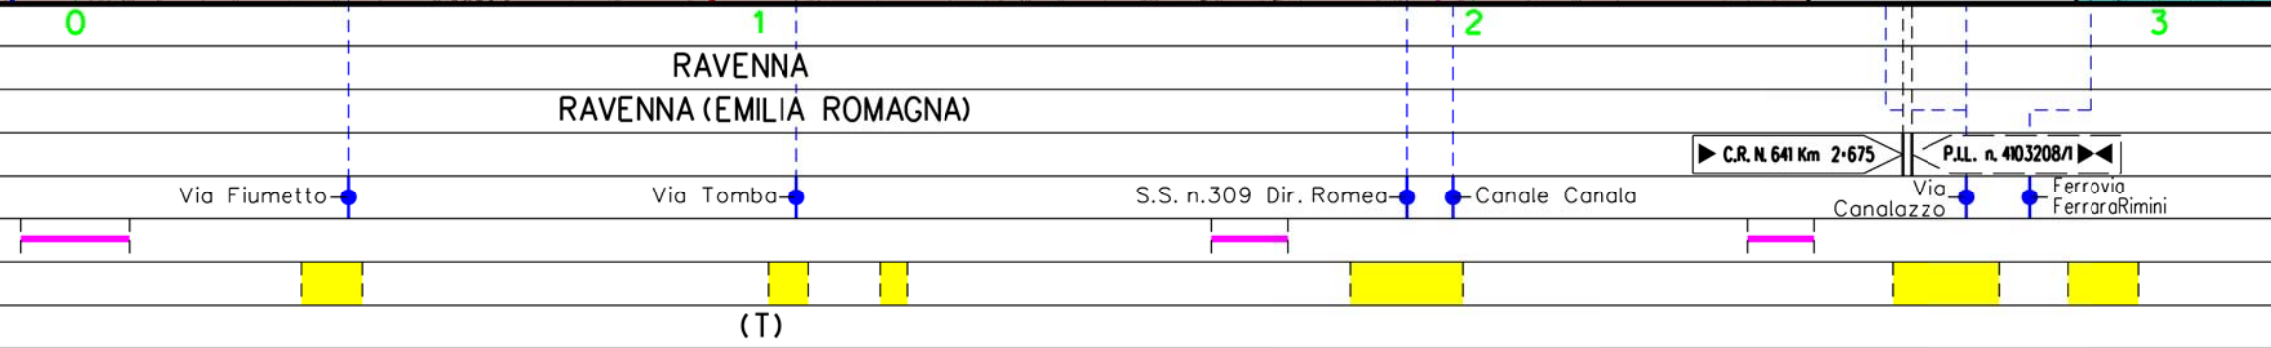 0 1 2 3
RAVENNA
RAVENNA (EMILIA ROMAGNA)
C.R. N. 641 Km 2+675 P.I.L. n. 4103208/1
Via Fiumetto Via Tomba S.S. n.309 Dir. Romea Canale Canala Via Canalazzo Ferrovia FerraraRimini
(T)